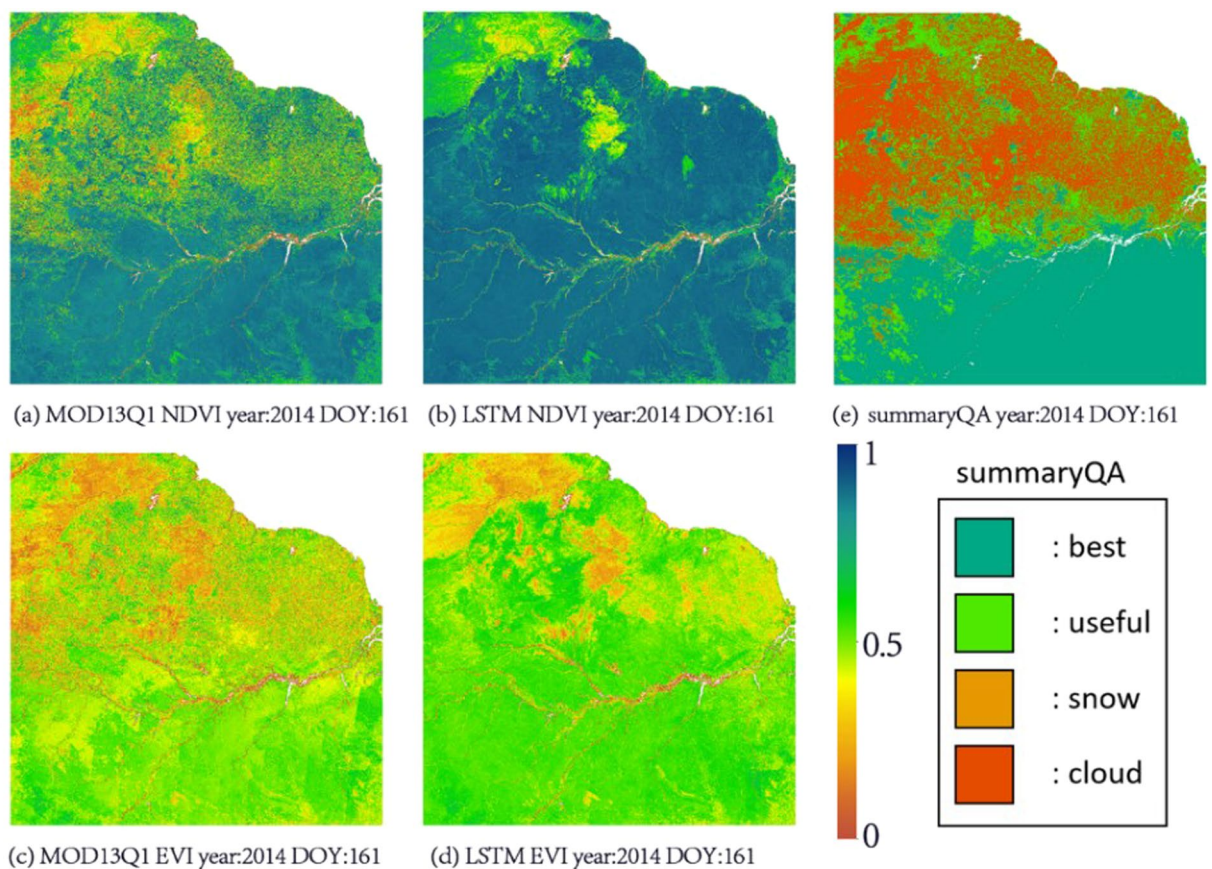 (a) MOD13Q1 NDVI year:2014 DOY:161
(b) LSTM NDVI year:2014 DOY:161
(e) summaryQA year:2014 DOY:161
1
0.5
0
summaryQA
: best
: useful
: snow
: cloud
(c) MOD13Q1 EVI year:2014 DOY:161
(d) LSTM EVI year:2014 DOY:161